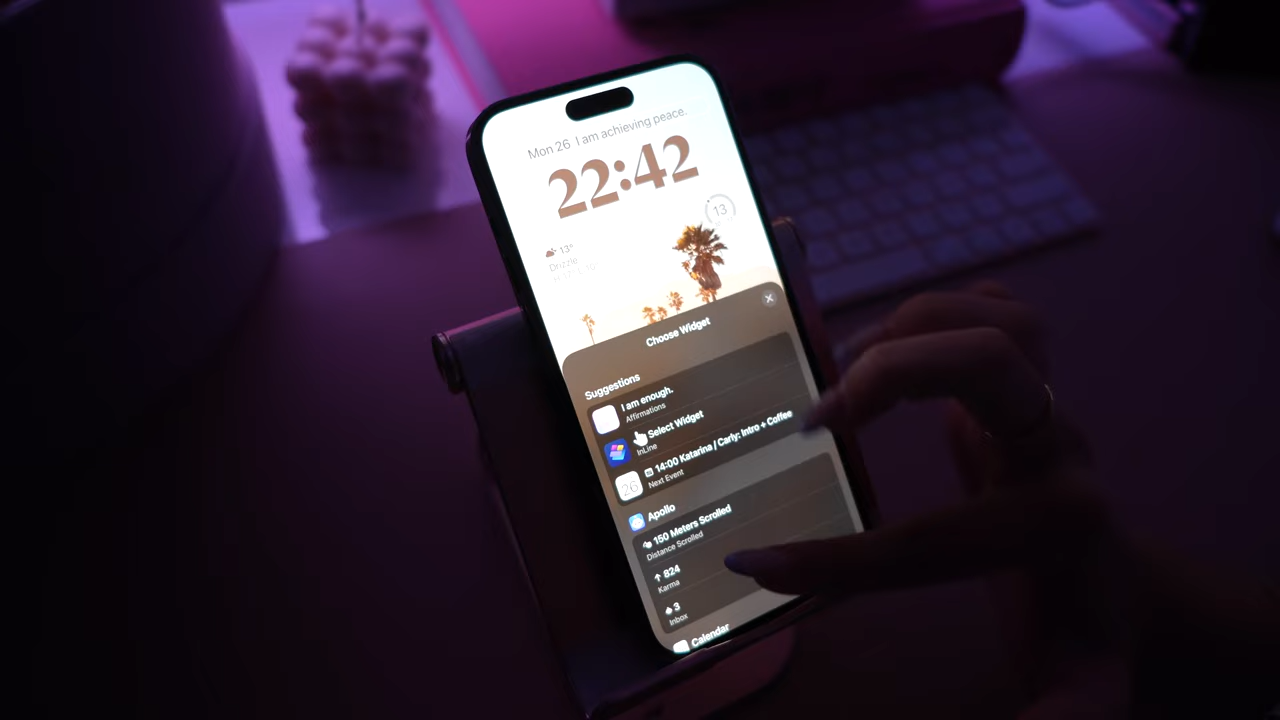 Mon 26 I am achieving peace.
22:42
13
13°
Drizzle
Choose Widget
Suggestions
I am enough.
Affirmations
Select Widget
InLine
14:00 Katarina / Carly: Intro + Coffee
26
Next Event
Apollo
150 Meters Scrolled
Distance Scrolled
824
Karma
3
Inbox
Calendar